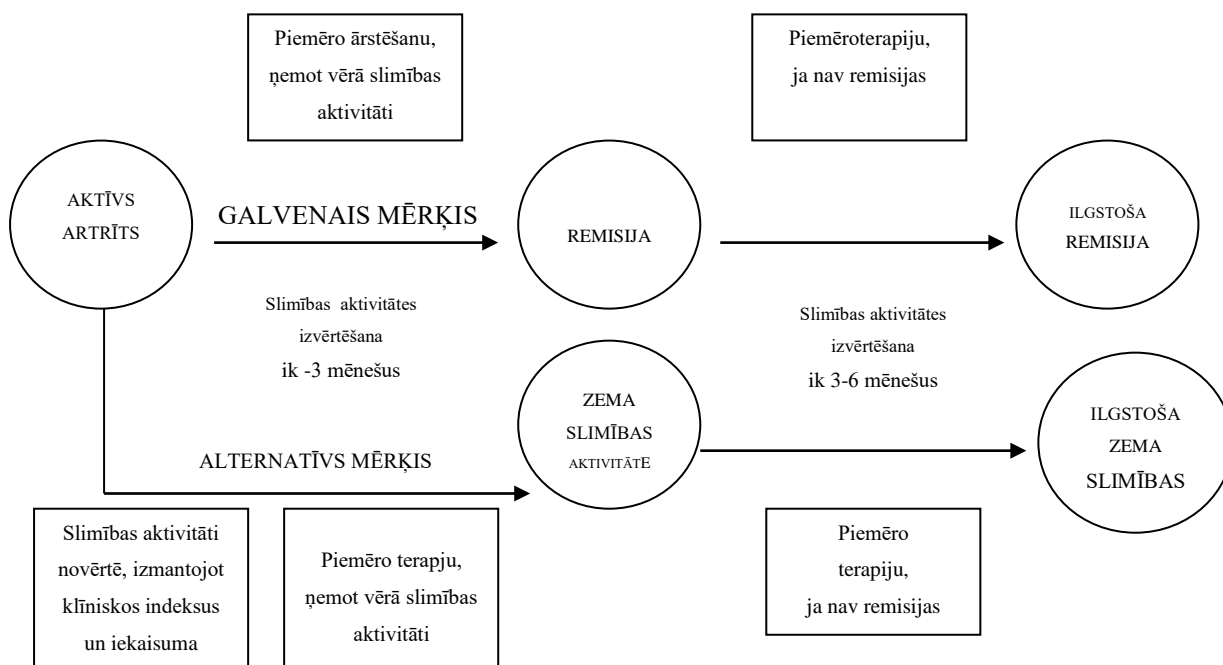 Piemēro ārstēšanu,
ņemot vērā slimības
aktivitāti
Piemēroterapiju,
ja nav remisijas
AKTĪVS
ARTRĪTS
GALVENAIS MĒRĶIS
REMISIJA
ILGSTOŠA
REMISIJA
Slimības aktivitātes
izvērtēšana
ik -3 mēnešus
Slimības aktivitātes
izvērtēšana
ik 3-6 mēnešus
ALTERNATĪVS MĒRĶIS
ZEMA
SLIMĪBAS
AKTIVITĀTE
ILGSTOŠA
ZEMA
SLIMĪBAS
Slimības aktivitāti
novērtē, izmantojot
klīniskos indeksus
un iekaisuma
Piemēro terapju,
ņemot vērā slimības
aktivitāti
Piemēro
terapiju,
ja nav remisijas